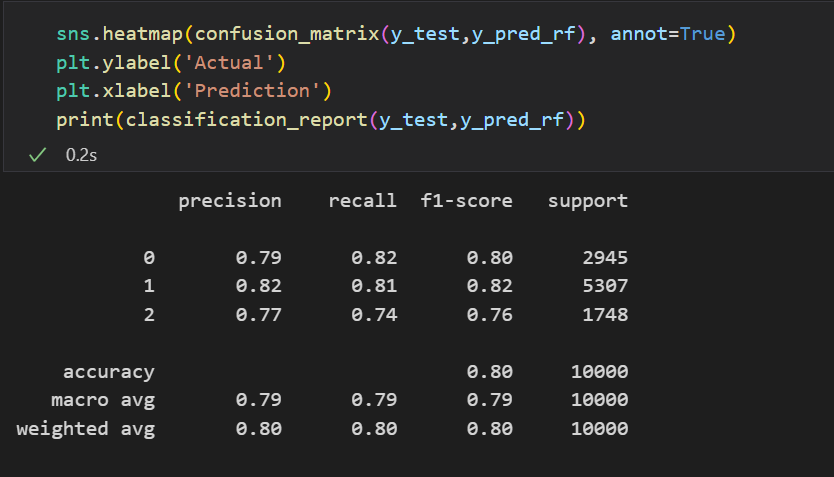 sns.heatmap(confusion_matrix(y_test,y_pred_rf), annot=True)
plt.ylabel('Actual')
plt.xlabel('Prediction')
print(classification_report(y_test,y_pred_rf))
0.2s
precision recall f1-score support
0 0.79 0.82 0.80 2945
1 0.82 0.81 0.82 5307
2 0.77 0.74 0.76 1748
accuracy 0.80 10000
macro avg 0.79 0.79 0.79 10000
weighted avg 0.80 0.80 0.80 10000